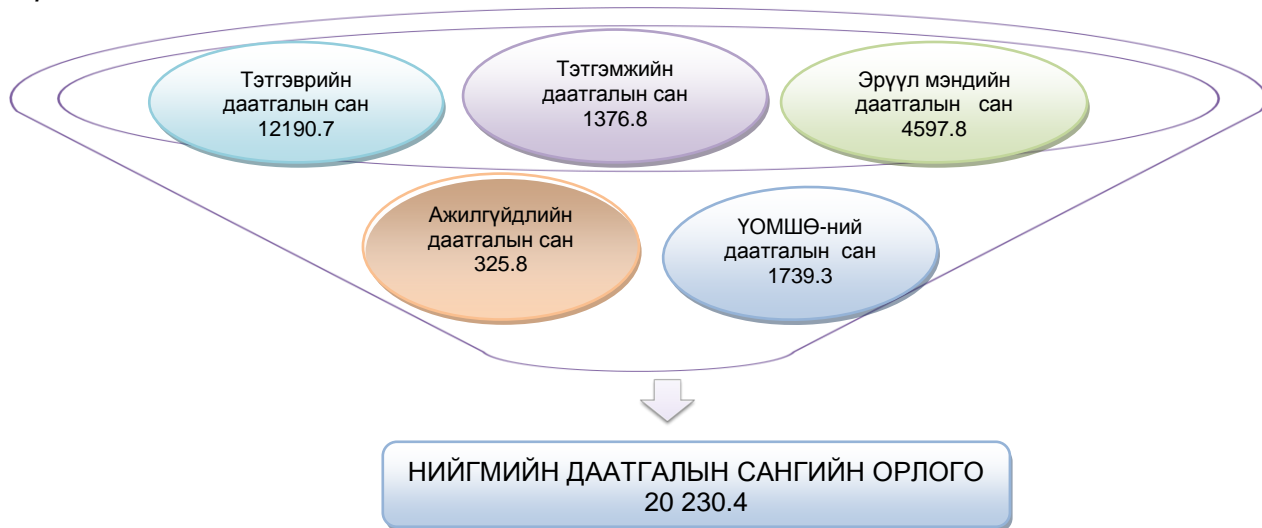 Тэтгэврийн
даатгалын сан
12190.7
Тэтгэмжийн
даатгалын сан
1376.8
Эрүүл мэндийн
даатгалын сан
4597.8
Ажилгүйдлийн
даатгалын сан
325.8
ҮОМШӨ-ний
даатгалын сан
1739.3
НИЙГМИЙН ДААТГАЛЫН САНГИЙН ОРЛОГО
20 230.4